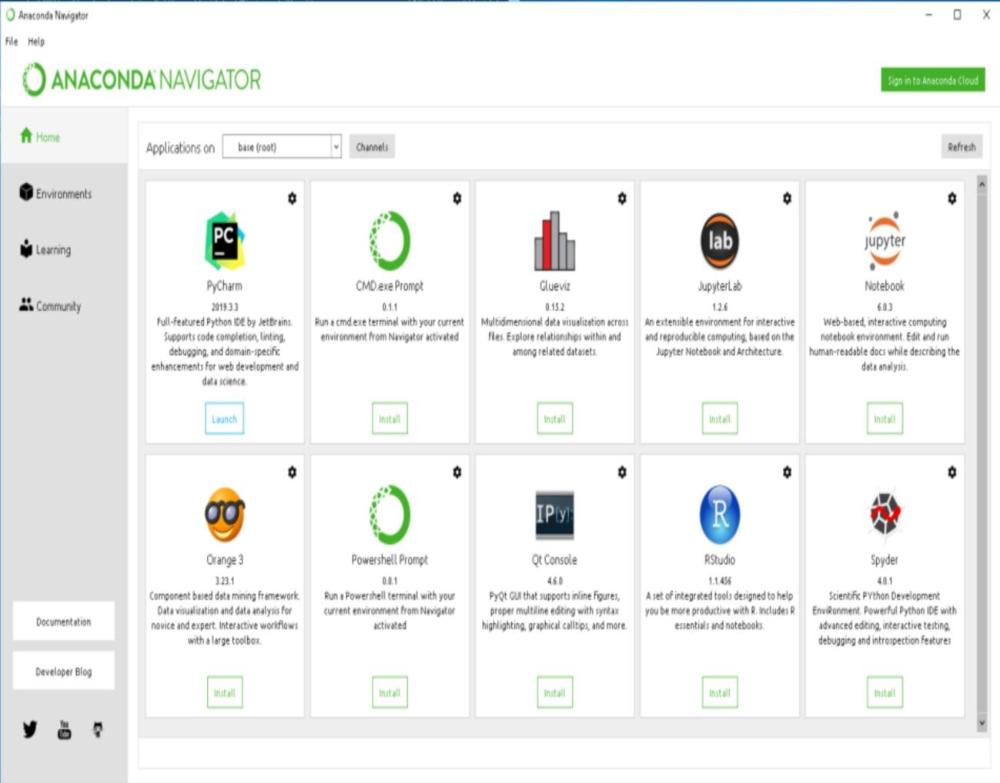 Anaconda Navigator
File Help
ANACONDA NAVIGATOR
Sign in to Anaconda Cloud
Home
Environments
Learning
Community
Documentation
Developer Blog
You
Tube
Applications on base (root) Channels Refresh
PC
PyCharm
2019.3.3
Full-featured Python IDE by JetBrains.
Supports code completion, linting,
debugging, and domain-specific
enhancements for web development and
data science.
Launch
CMD.exe Prompt
0.1.1
Run a cmd.exe terminal with your current
environment from Navigator activated
Install
Glueviz
0.15.2
Multidimensional data visualization across
files. Explore relationships within and
among related datasets.
Install
lab
JupyterLab
1.2.6
An extensible environment for interactive
and reproducible computing, based on the
Jupyter Notebook and Architecture.
Install
jupyter
Notebook
6.0.3
Web-based, interactive computing
notebook environment. Edit and run
human-readable docs while describing the
data analysis.
Install
Orange 3
3.23.1
Component based data mining framework.
Data visualization and data analysis for
novice and expert. Interactive workflows
with a large toolbox.
Install
Powershell Prompt
0.0.1
Run a Powershell terminal with your
current environment from Navigator
activated
Install
IP[y]:
Qt Console
4.6.0
PyQt GUI that supports inline figures,
proper multiline editing with syntax
highlighting, graphical calltips, and more.
Install
R
RStudio
1.1.456
A set of integrated tools designed to help
you be more productive with R. Includes R
essentials and notebooks.
Install
Spyder
4.0.1
Scientific PYthon Development
EnviRonment. Powerful Python IDE with
advanced editing, interactive testing,
debugging and introspection features
Install